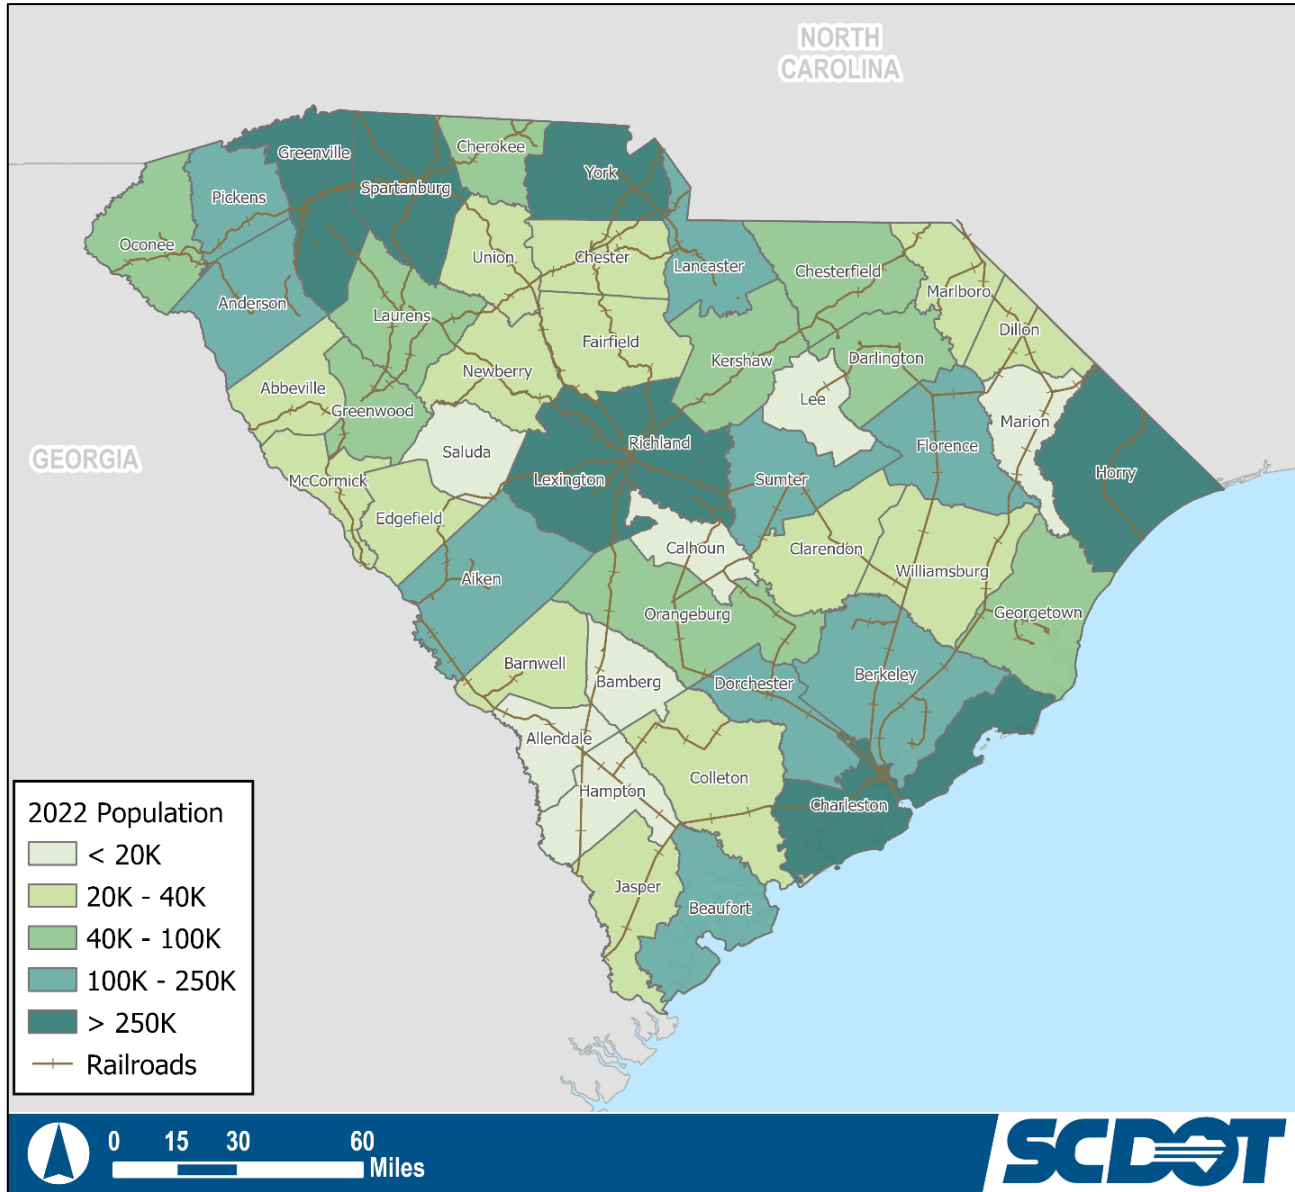 NORTH
CAROLINA
Greenville
Cherokee
York
Spartanburg
Pickens
Oconee
Union
Chester
Lancaster
Chesterfield
Marlboro
Anderson
Laurens
Dillon
Fairfield
Kershaw
Darlington
Newberry
Abbeville
Lee
Greenwood
Marion
Saluda
Richland
Florence
GEORGIA
Horry
McCormick
Lexington
Sumter
Edgefield
Calhoun
Clarendon
Aiken
Williamsburg
Orangeburg
Georgetown
Barnwell
Bamberg
Dorchester
Berkeley
Allendale
Colleton
Hampton
Charleston
Jasper
Beaufort
2022 Population
< 20K
20K - 40K
40K - 100K
100K - 250K
> 250K
Railroads
0 15 30 60
Miles
SCDOT